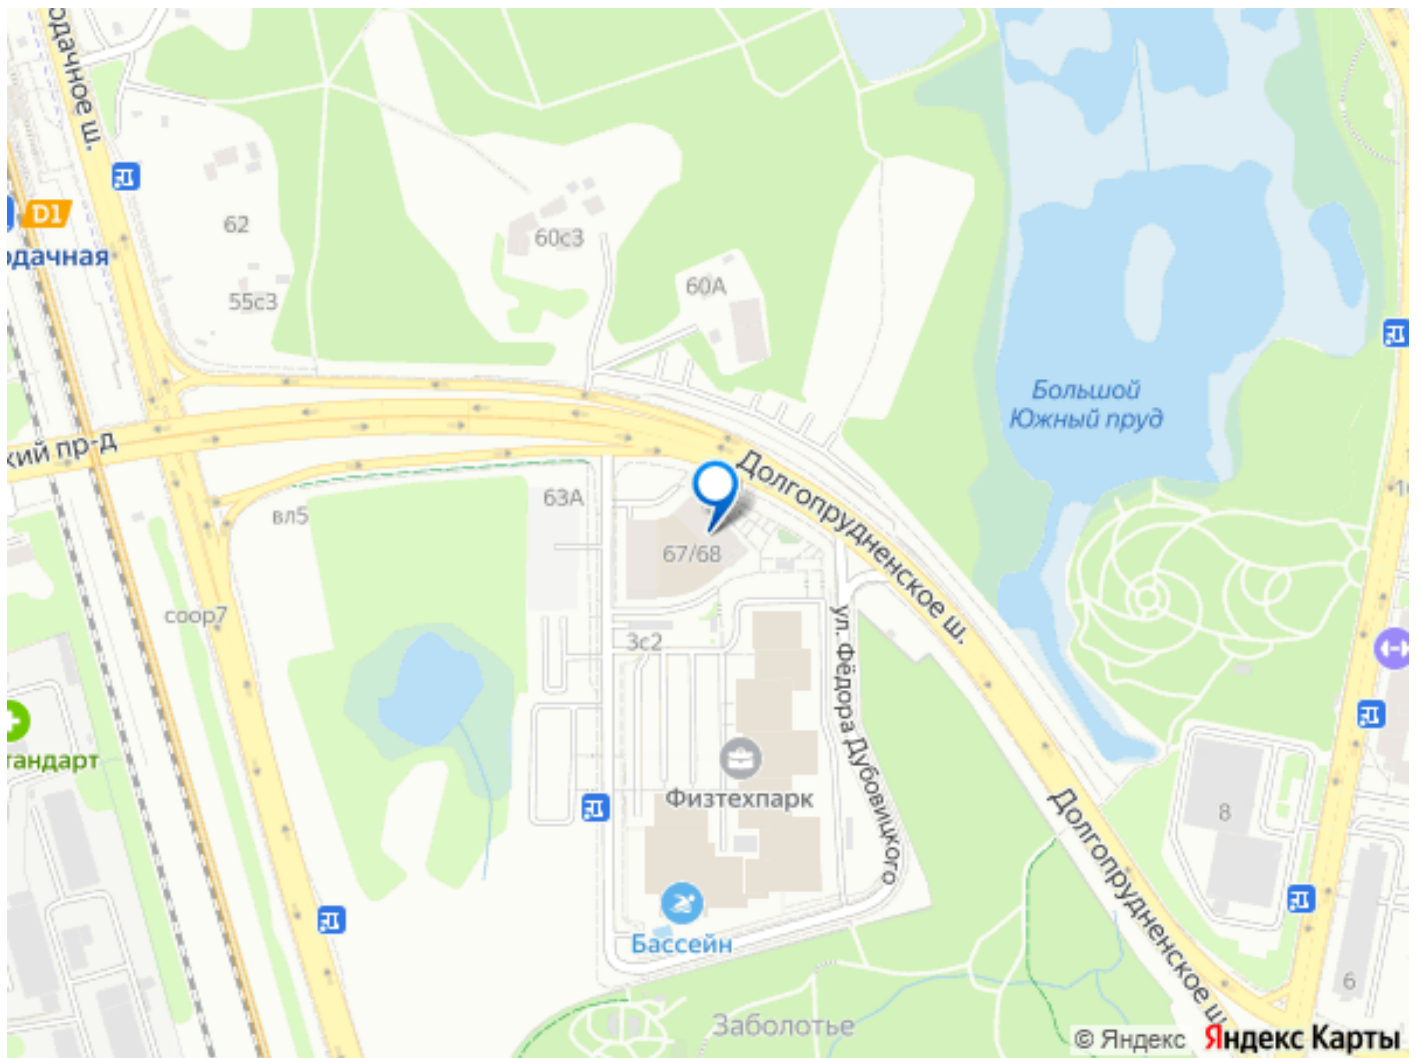 одачное ш.
D1
одачная
62
55с3
60с3
60А
Большой
Южный пруд
кий пр-д
Долгопрудненское ш.
63А
вл5
67/68
соор7
3с2
ул. Фёдора Дубовицкого
тандарт
Физтехпарк
Долгопрудненское ш.
8
Бассейн
6
Заболотье
© Яндекс Яндекс Карты